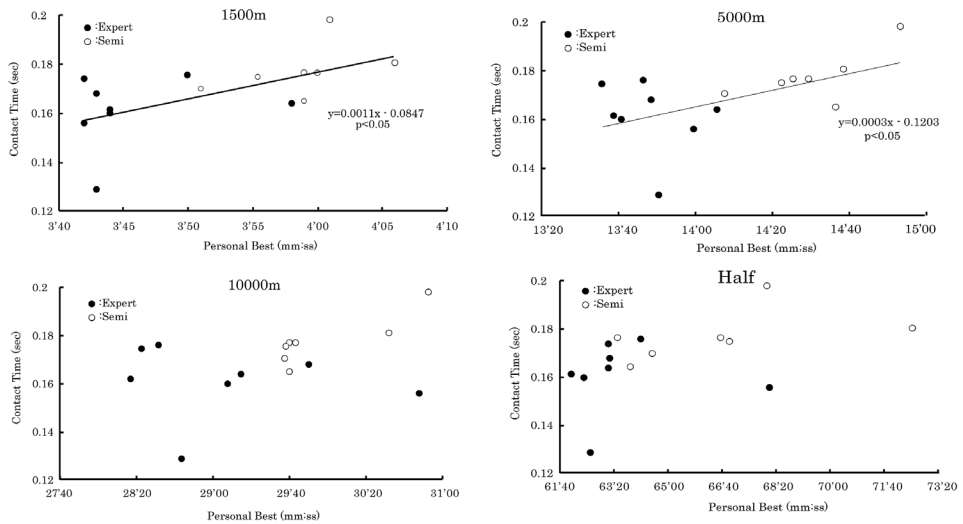 1500m
0.2
0.18
0.16
0.14
0.12
Contact Time (sec)
:Expert
:Semi
y=0.0011x - 0.0847
p<0.05
3'40
3'45
3'50
3'55
4'00
4'05
4'10
Personal Best (mm:ss)
5000m
0.2
0.18
0.16
0.14
0.12
Contact Time (sec)
:Expert
:Semi
y=0.0003x - 0.1203
p<0.05
13'20
13'40
14'00
14'20
14'40
15'00
Personal Best (mm;ss)
10000m
0.2
0.18
0.16
0.14
0.12
Contact Time (sec)
:Expert
:Semi
27'40
28'20
29'00
29'40
30'20
31'00
Personal Best (mm:ss)
Half
0.2
0.18
0.16
0.14
0.12
Contact Time (sec)
:Expert
:Semi
61'40
63'20
65'00
66'40
68'20
70'00
71'40
73'20
Personal Best (mm:ss)